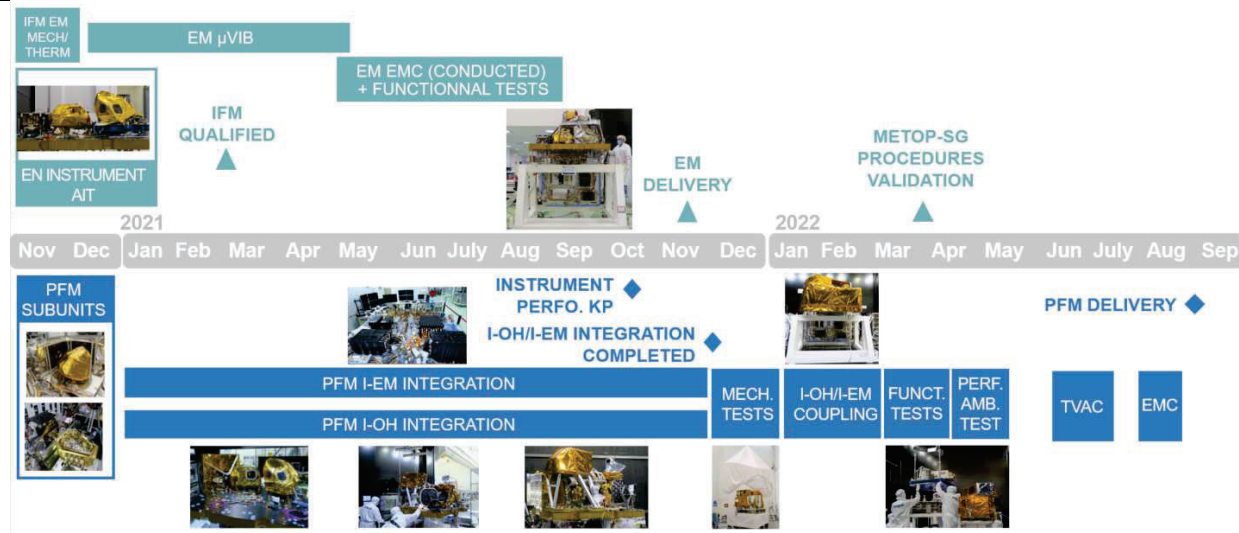 IFM EM
MECH/
THERM
EM µVIB
EM EMC (CONDUCTED)
+ FUNCTIONNAL TESTS
IFM
QUALIFIED
EN INSTRUMENT
AIT
EM
DELIVERY
METOP-SG
PROCEDURES
VALIDATION
2021
2022
Nov Dec Jan Feb Mar Apr May Jun July Aug Sep Oct Nov Dec Jan Feb Mar Apr May Jun July Aug Sep
PFM
SUBUNITS
INSTRUMENT
PERFO. KP
I-OH/I-EM INTEGRATION
COMPLETED
PFM DELIVERY
PFM I-EM INTEGRATION
PFM I-OH INTEGRATION
MECH.
TESTS
I-OH/I-EM
COUPLING
FUNCT.
TESTS
PERF.
AMB.
TEST
TVAC
EMC